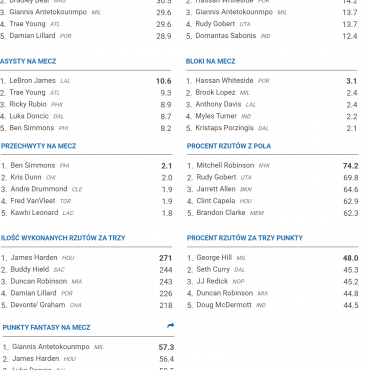 2. Bradley Beal WAS 30.5
3. Giannis Antetokounmpo MIL 29.6
4. Trae Young ATL 29.6
5. Damian Lillard POR 28.9
1. Hassan Whiteside POR 14.2
3. Giannis Antetokounmpo MIL 13.7
4. Rudy Gobert UTA 13.7
5. Domantas Sabonis IND 12.4
ASYSTY NA MECZ
1. LeBron James LAL 10.6
2. Trae Young ATL 9.3
3. Ricky Rubio PHX 8.9
4. Luka Doncic DAL 8.7
5. Ben Simmons PHI 8.2
BLOKI NA MECZ
1. Hassan Whiteside POR 3.1
2. Brook Lopez MIL 2.4
3. Anthony Davis LAL 2.4
4. Myles Turner IND 2.2
5. Kristaps Porzingis DAL 2.1
PRZECHWYTY NA MECZ
1. Ben Simmons PHI 2.1
2. Kris Dunn CHI 2.0
3. Andre Drummond CLE 1.9
4. Fred VanVleet TOR 1.9
5. Kawhi Leonard LAC 1.8
PROCENT RZUTÓW Z POLA
1. Mitchell Robinson NYK 74.2
2. Rudy Gobert UTA 69.8
3. Jarrett Allen BKN 64.6
4. Clint Capela HOU 62.9
5. Brandon Clarke MEM 62.3
ILOŚĆ WYKONANYCH RZUTÓW ZA TRZY
1. James Harden HOU 271
2. Buddy Hield SAC 244
3. Duncan Robinson MIA 243
4. Damian Lillard POR 226
5. Devonte' Graham CHA 218
PROCENT RZUTÓW ZA TRZY PUNKTY
1. George Hill MIL 48.0
2. Seth Curry DAL 45.3
3. JJ Redick NOP 45.2
4. Duncan Robinson MIA 44.8
5. Doug McDermott IND 44.5
PUNKTY FANTASY NA MECZ
1. Giannis Antetokounmpo MIL 57.3
2. James Harden HOU 56.4